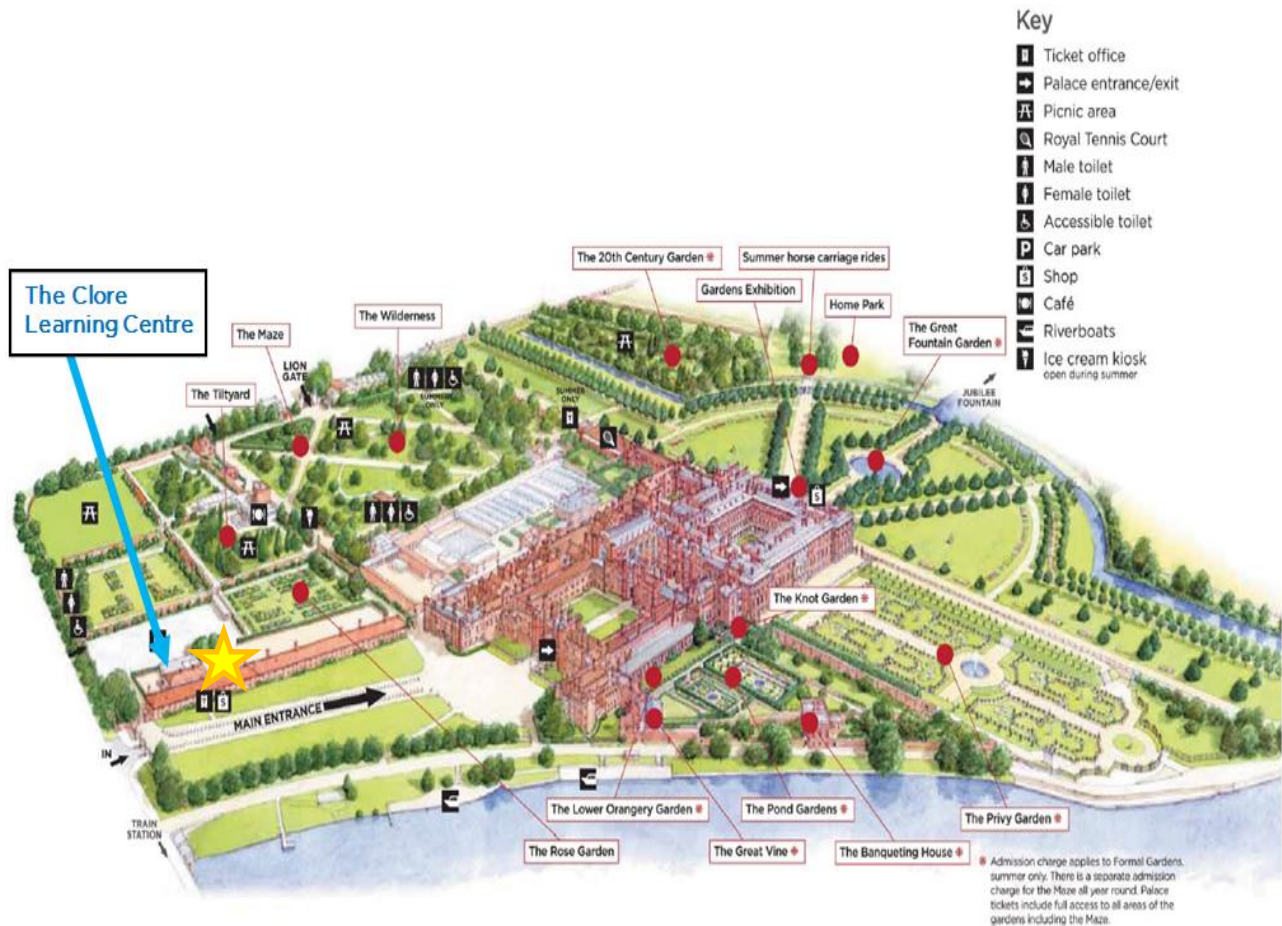 Key
Ticket office
Palace entrance/exit
Picnic area
Royal Tennis Court
Male toilet
Female toilet
Accessible toilet
P Car park
S Shop
Café
Riverboats
Ice cream kiosk
open during summer
The Clore
Learning Centre
The 20th Century Garden ❋
Summer horse carriage rides
Gardens Exhibition
Home Park
The Great
Fountain Garden ❋
The Wilderness
The Maze
LION
GATE
The Tiltyard
SUMMER
ONLY
SUMMER
ONLY
JUBILEE
FOUNTAIN
S
The Knot Garden ❋
S
MAIN ENTRANCE
IN
TRAIN
STATION
The Lower Orangery Garden ❋
The Pond Gardens ❋
The Privy Garden ❋
The Rose Garden
The Great Vine ❋
The Banqueting House ❋
❋ Admission charge applies to Formal Gardens,
summer only. There is a separate admission
charge for the Maze all year round. Palace
tickets include full access to all areas of the
gardens including the Maze.